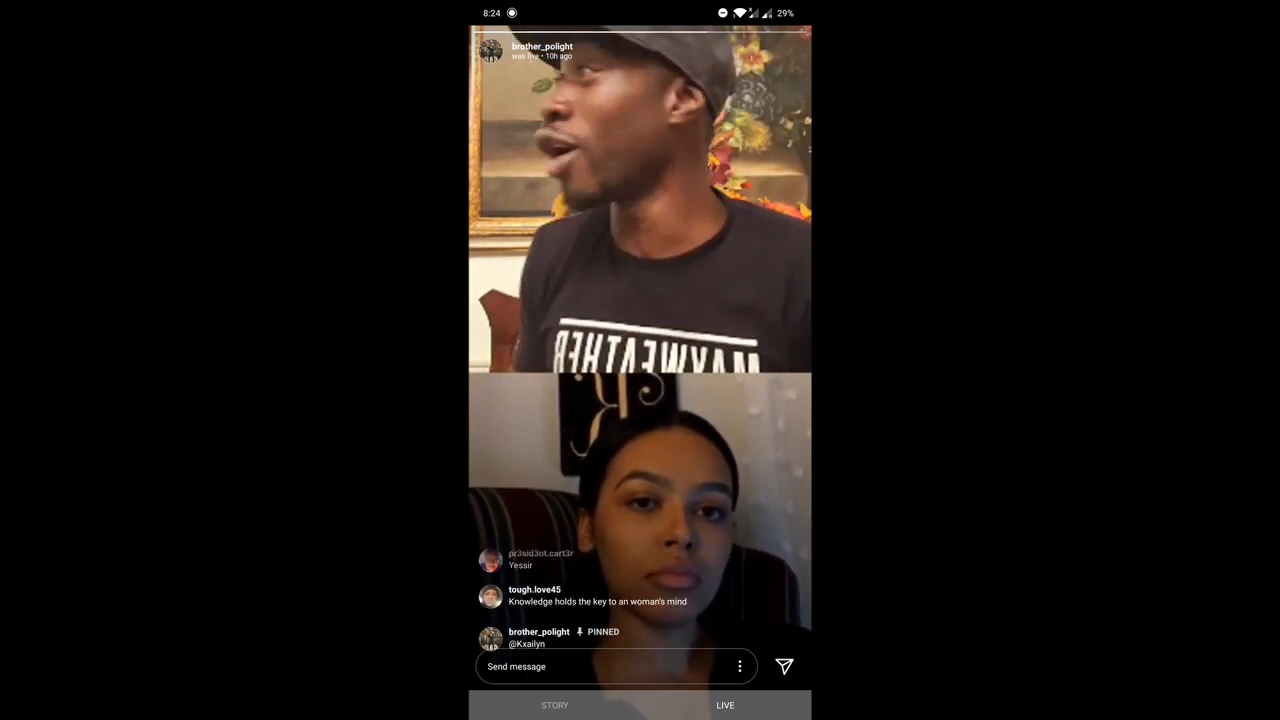 8:24
29%
brother_polight
was live • 10h ago
MAYWEATHER
pr3sid3nt.cart3r
Yessir
tough.love45
Knowledge holds the key to an woman's mind
brother_polight PINNED
@Kxailyn
Send message
STORY
LIVE